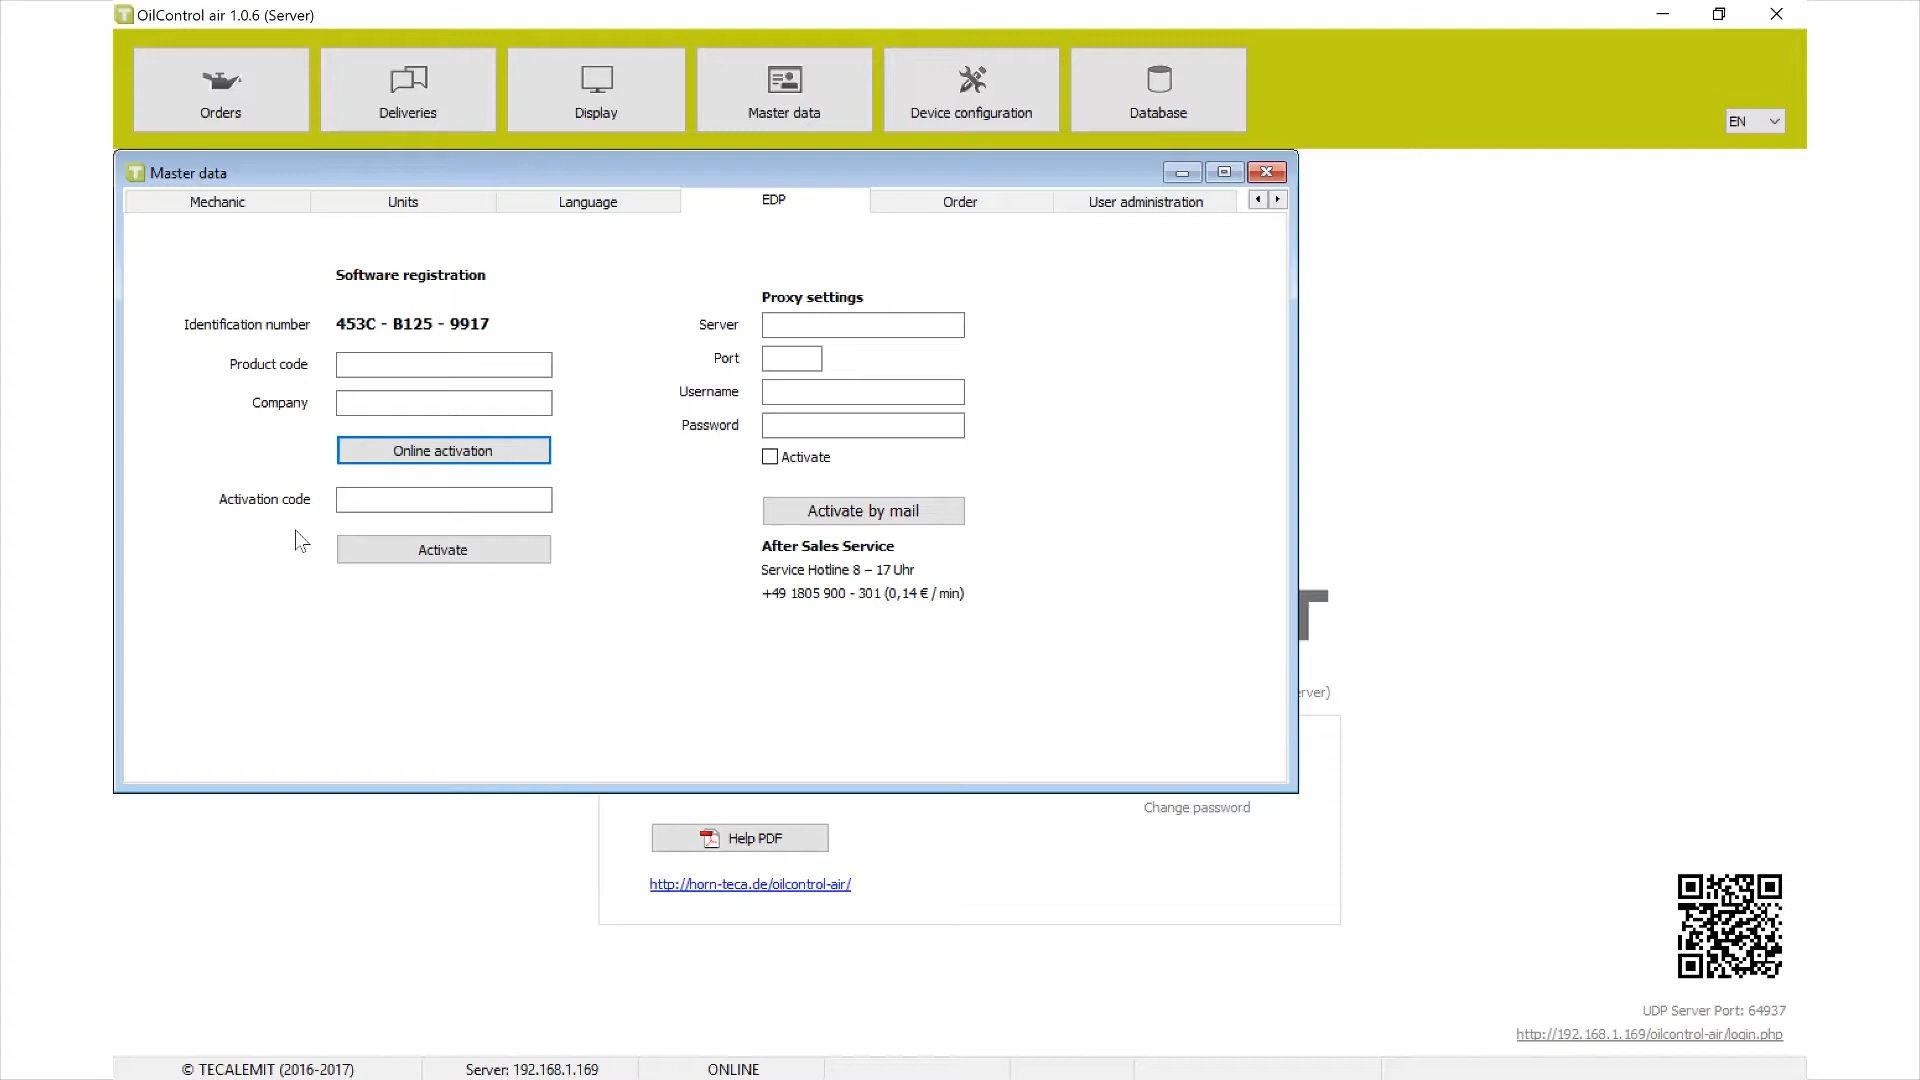 OilControl air 1.0.6 (Server)
Orders
Deliveries
Display
Master data
Device configuration
Database
EN
Master data
Mechanic
Units
Language
EDP
Order
User administration
Software registration
Identification number
453C - B125 - 9917
Product code
Company
Online activation
Activation code
Activate
Proxy settings
Server
Port
Username
Password
Activate
Activate by mail
After Sales Service
Service Hotline 8 – 17 Uhr
+49 1805 900 - 301 (0,14 € / min)
T
erver)
Change password
Help PDF
http://horn-teca.de/oilcontrol-air/
UDP Server Port: 64937
http://192.168.1.169/oilcontrol-air/login.php
© TECALEMIT (2016-2017)
Server: 192.168.1.169
ONLINE